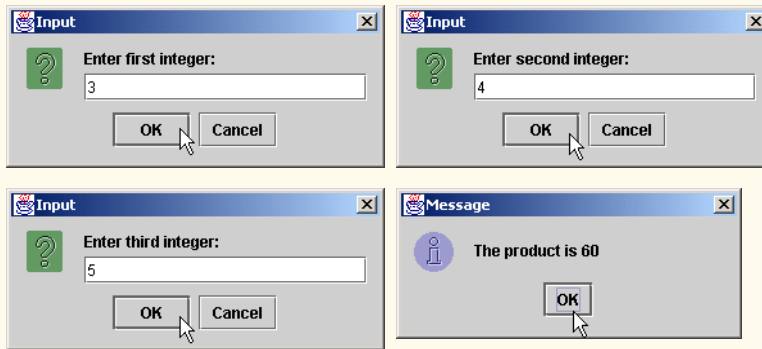 Input
Enter first integer:
3
OK
Cancel
Input
Enter second integer:
4
OK
Cancel
Input
Enter third integer:
5
OK
Cancel
Message
The product is 60
OK